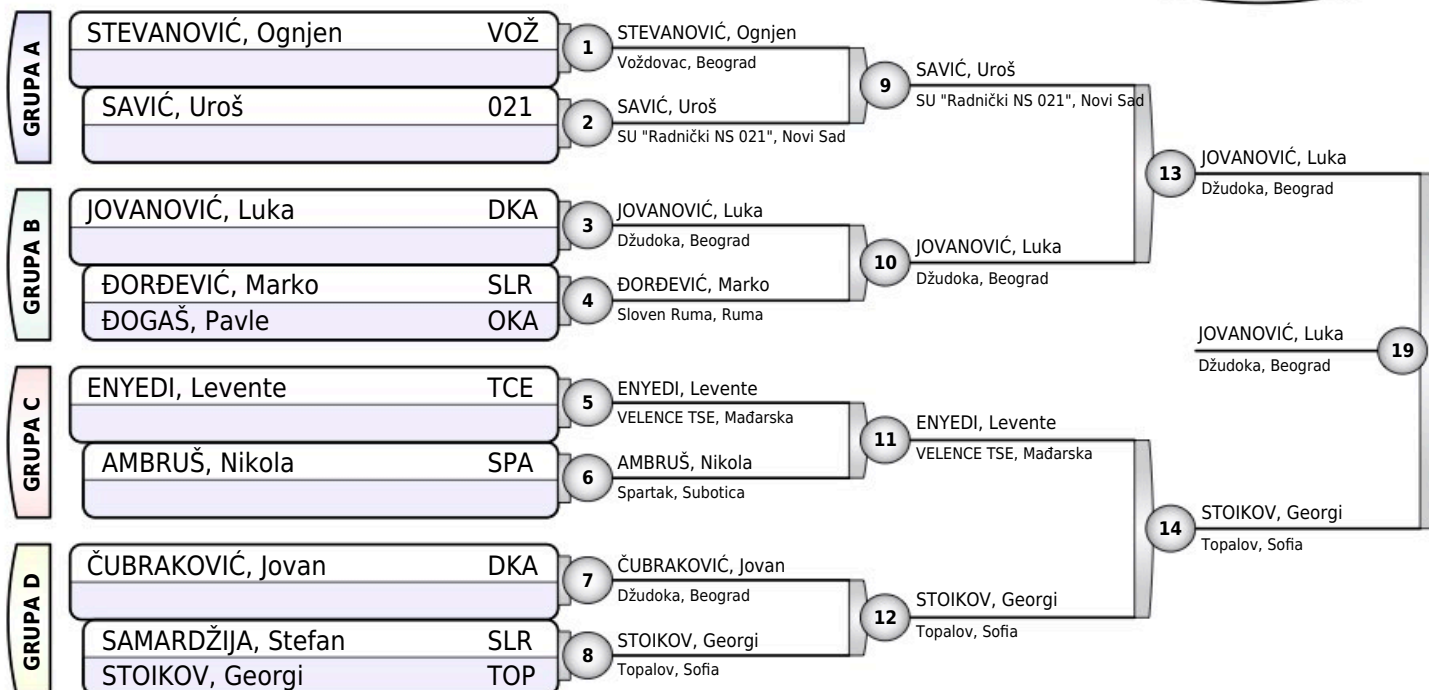 GRUPA A
STEVANOVIĆ, Ognjen VOŽ
SAVIĆ, Uroš 021
1
STEVANOVIĆ, Ognjen
Voždovac, Beograd
2
SAVIĆ, Uroš
SU "Radnički NS 021", Novi Sad
9
SAVIĆ, Uroš
SU "Radnički NS 021", Novi Sad
GRUPA B
JOVANOVIĆ, Luka DKA
ĐORĐEVIĆ, Marko SLR
ĐOGAŠ, Pavle OKA
3
JOVANOVIĆ, Luka
Džudoka, Beograd
4
ĐORĐEVIĆ, Marko
Sloven Ruma, Ruma
10
JOVANOVIĆ, Luka
Džudoka, Beograd
13
JOVANOVIĆ, Luka
Džudoka, Beograd
JOVANOVIĆ, Luka
Džudoka, Beograd
19
GRUPA C
ENYEDI, Levente TCE
AMBRUŠ, Nikola SPA
5
ENYEDI, Levente
VELENCE TSE, Mađarska
6
AMBRUŠ, Nikola
Spartak, Subotica
11
ENYEDI, Levente
VELENCE TSE, Mađarska
GRUPA D
ČUBRAKOVIĆ, Jovan DKA
SAMARDŽIJA, Stefan SLR
STOIKOV, Georgi TOP
7
ČUBRAKOVIĆ, Jovan
Džudoka, Beograd
8
STOIKOV, Georgi
Topalov, Sofia
12
STOIKOV, Georgi
Topalov, Sofia
14
STOIKOV, Georgi
Topalov, Sofia